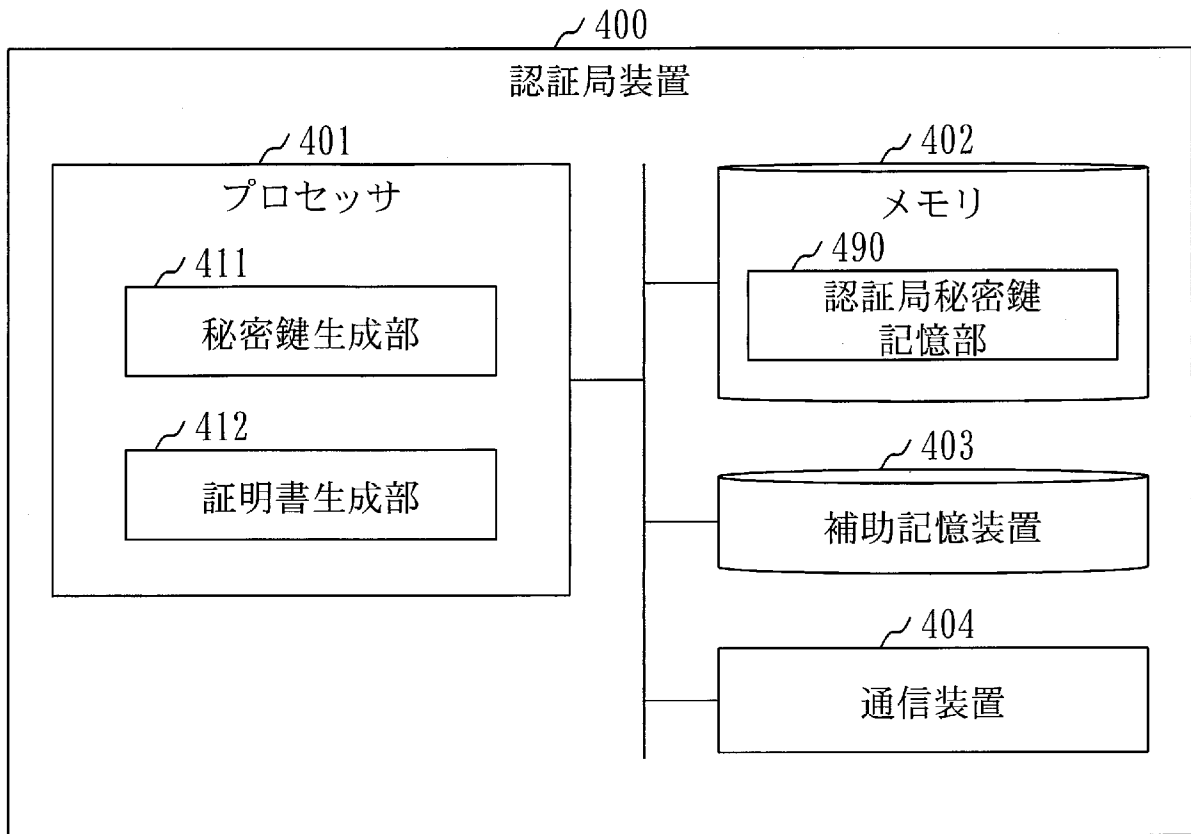 400
認証局装置
401
プロセッサ
411
秘密鍵生成部
412
証明書生成部
402
メモリ
490
認証局秘密鍵
記憶部
403
補助記憶装置
404
通信装置